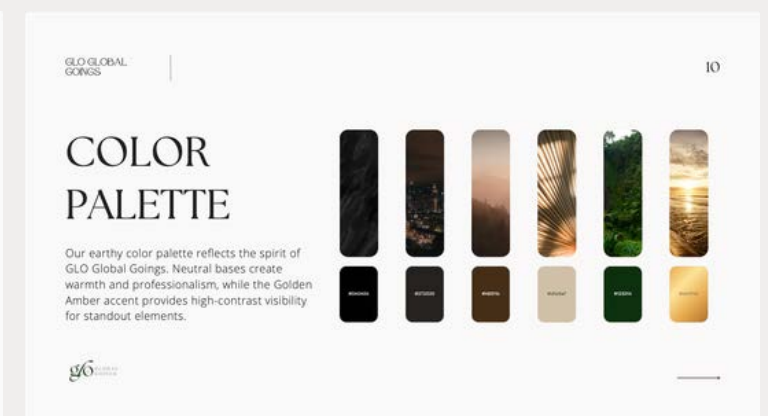 GLO GLOBAL
GOINGS
10
COLOR
PALETTE
Our earthy color palette reflects the spirit of
GLO Global Goings. Neutral bases create
warmth and professionalism, while the Golden
Amber accent provides high-contrast visibility
for standout elements.
glo